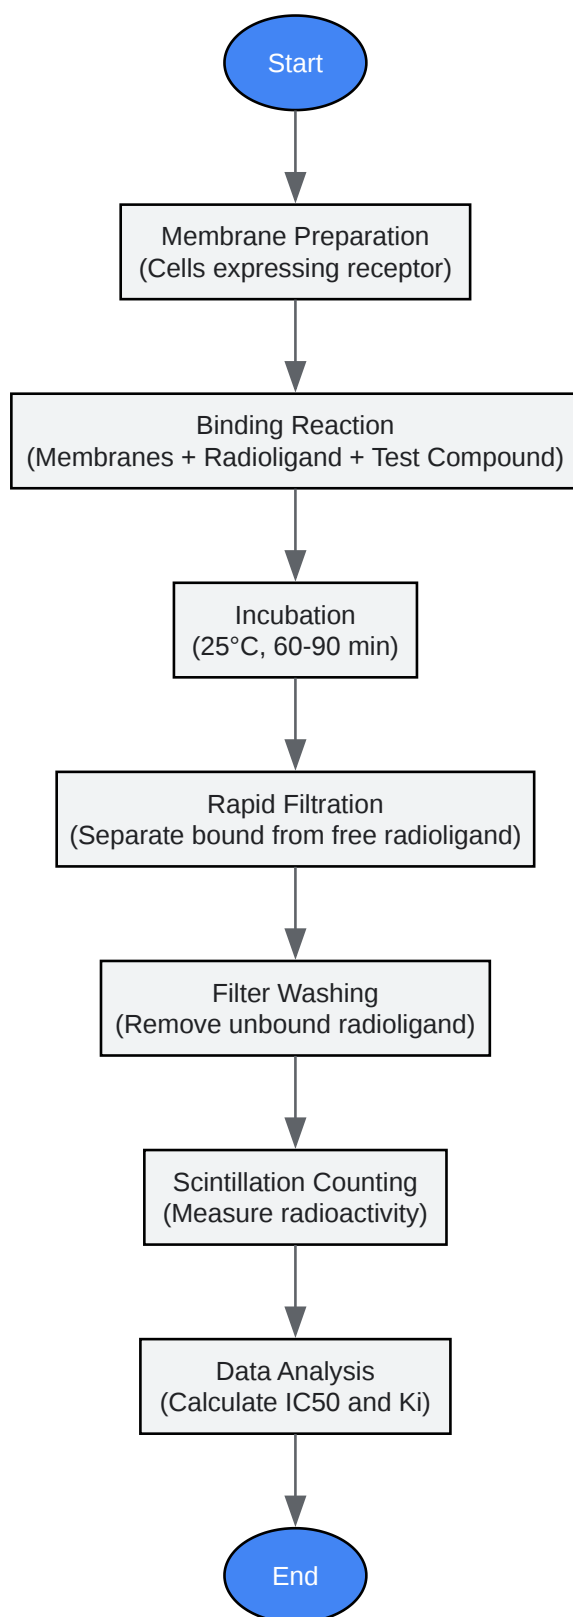 Start
Membrane Preparation
(Cells expressing receptor)
Binding Reaction
(Membranes + Radioligand + Test Compound)
Incubation
(25°C, 60-90 min)
Rapid Filtration
(Separate bound from free radioligand)
Filter Washing
(Remove unbound radioligand)
Scintillation Counting
(Measure radioactivity)
Data Analysis
(Calculate IC50 and Ki)
End